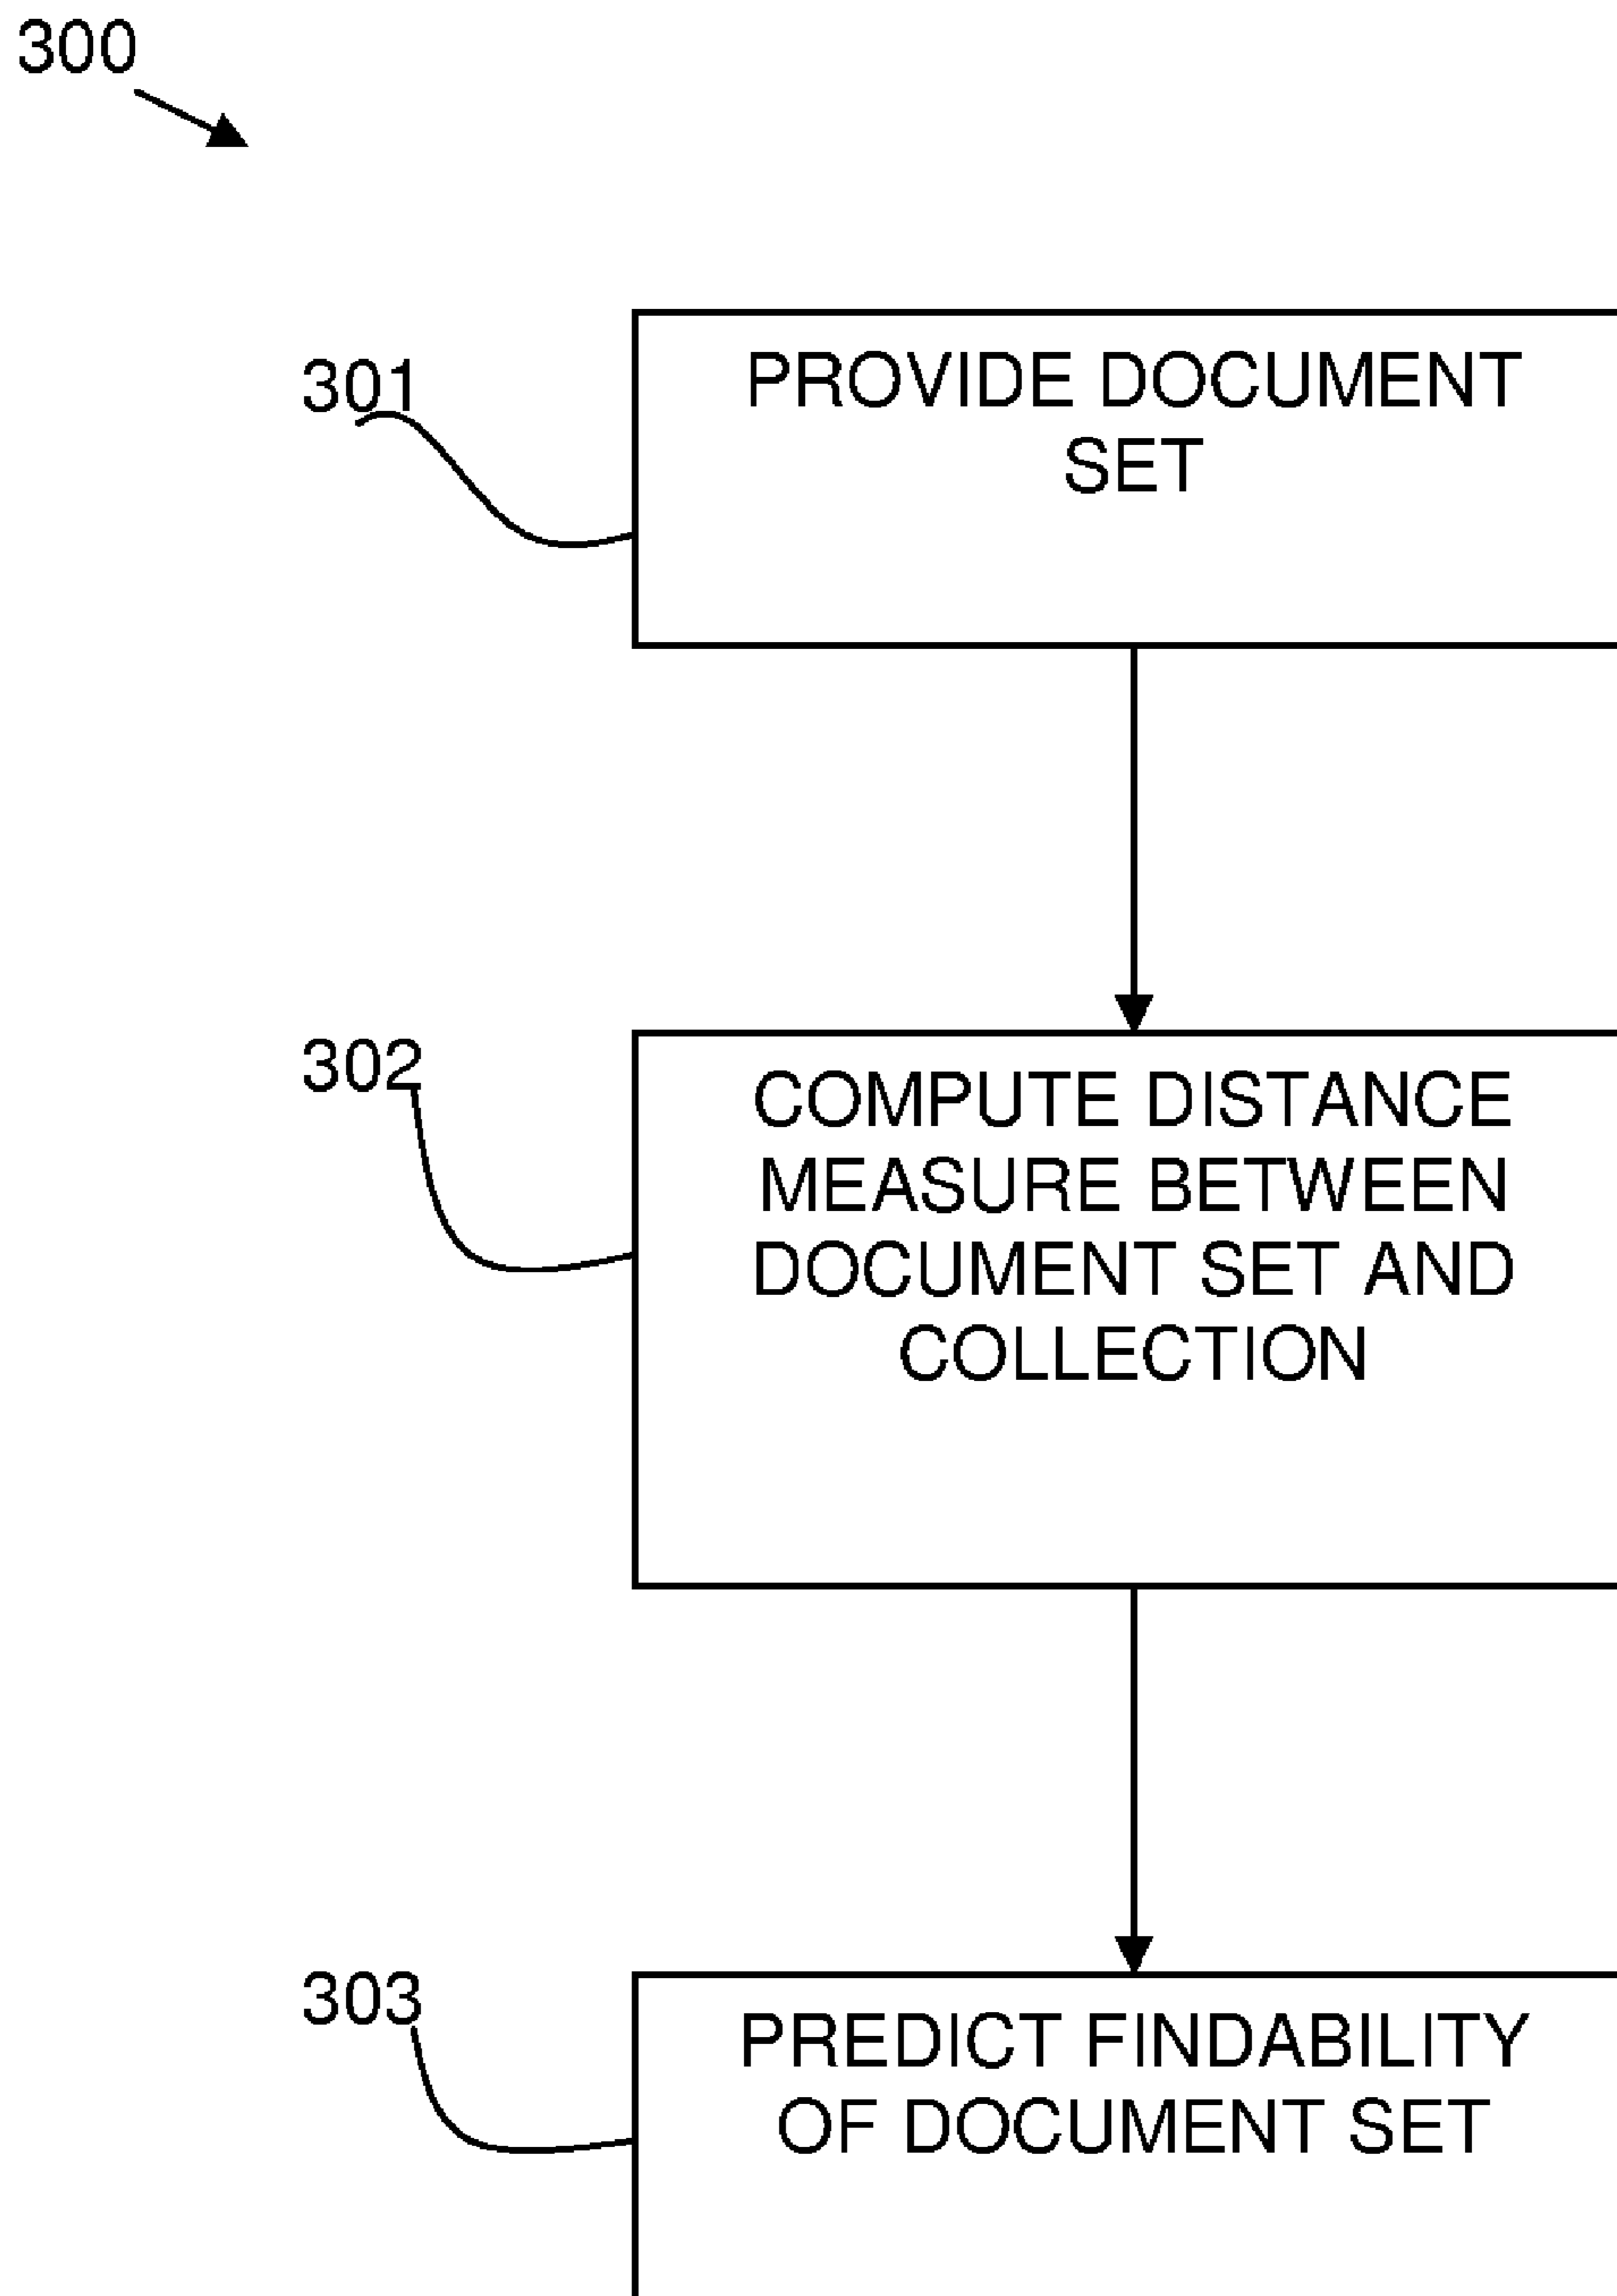 300
301
PROVIDE DOCUMENT
SET
302
COMPUTE DISTANCE
MEASURE BETWEEN
DOCUMENT SET AND
COLLECTION
303
PREDICT FINDABILITY
OF DOCUMENT SET